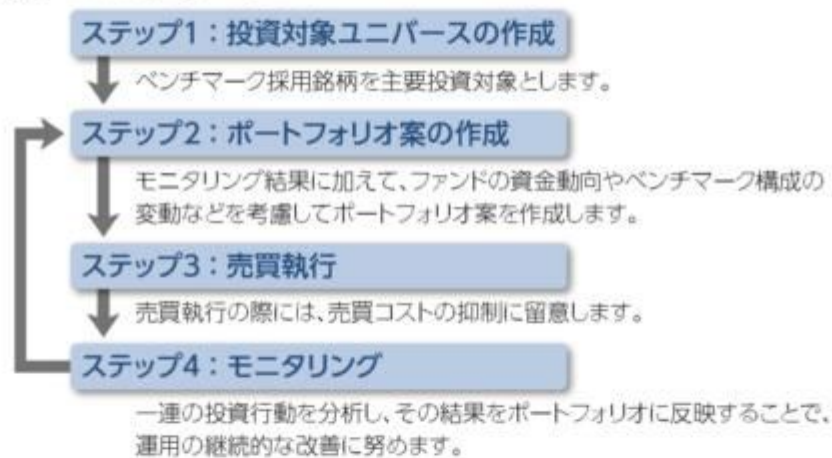 ステップ1：投資対象ユニバースの作成
ベンチマーク採用銘柄を主要投資対象とします。
ステップ2：ポートフォリオ案の作成
モニタリング結果に加えて、ファンドの資金動向やベンチマーク構成の
変動などを考慮してポートフォリオ案を作成します。
ステップ3：売買執行
売買執行の際には、売買コストの抑制に留意します。
ステップ4：モニタリング
一連の投資行動を分析し、その結果をポートフォリオに反映することで、
運用の継続的な改善に努めます。